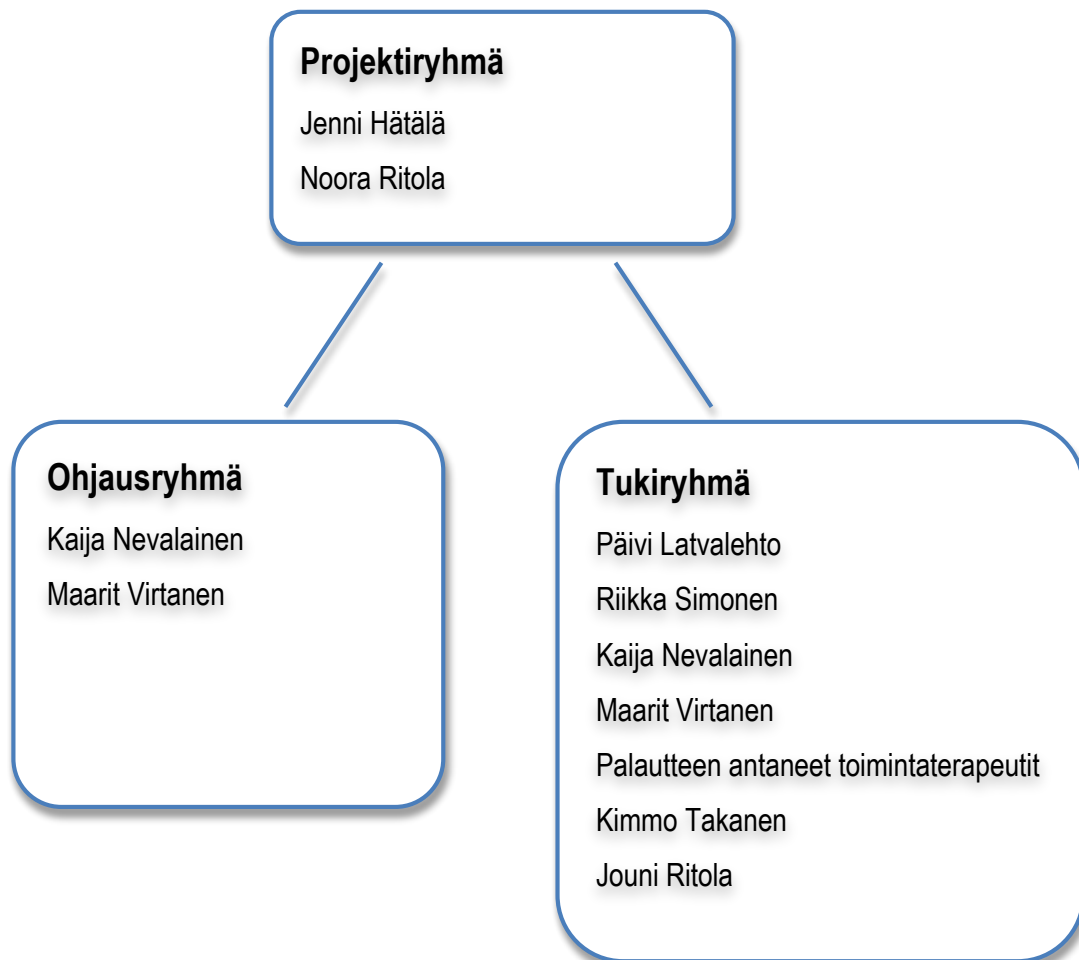 Projektiryhmä
Jenni Hätälä
Noora Ritola
Ohjausryhmä
Kaija Nevalainen
Maarit Virtanen
Tukiryhmä
Päivi Latvalehto
Riikka Simonen
Kaija Nevalainen
Maarit Virtanen
Palautteen antaneet toimintaterapeutit
Kimmo Takanen
Jouni Ritola